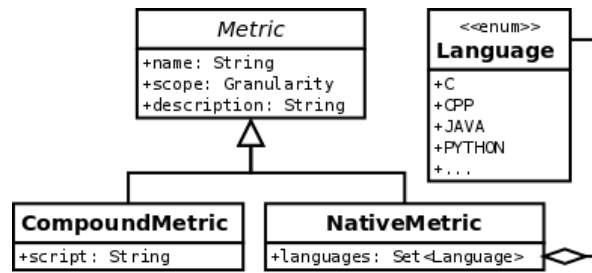 Metric
+name: String
+scope: Granularity
+description: String
<<enum>>
Language
+C
+CPP
+JAVA
+PYTHON
+...
CompoundMetric
+script: String
NativeMetric
+languages: Set<Language>